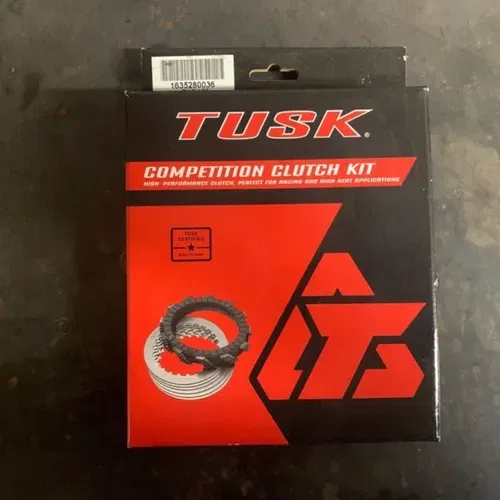 1635280036
TUSK®
COMPETITION CLUTCH KIT
HIGH-PERFORMANCE CLUTCH, PERFECT FOR RACING AND HIGH HEAT APPLICATIONS
TUSK
CERTIFIED